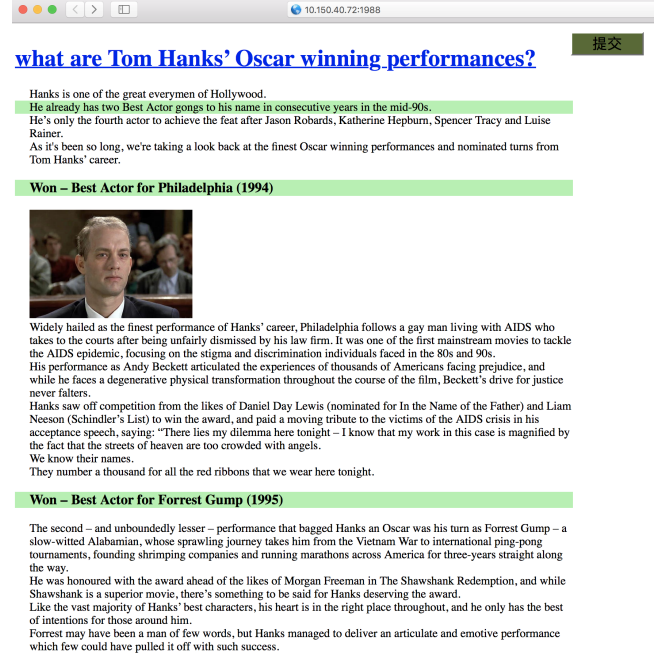 10.150.40.72:1988
提交
what are Tom Hanks’ Oscar winning performances?
Hanks is one of the great everymen of Hollywood.
He already has two Best Actor gongs to his name in consecutive years in the mid-90s.
He’s only the fourth actor to achieve the feat after Jason Robards, Katherine Hepburn, Spencer Tracy and Luise
Rainer.
As it's been so long, we're taking a look back at the finest Oscar winning performances and nominated turns from
Tom Hanks’ career.
Won – Best Actor for Philadelphia (1994)
Widely hailed as the finest performance of Hanks’ career, Philadelphia follows a gay man living with AIDS who
takes to the courts after being unfairly dismissed by his law firm. It was one of the first mainstream movies to tackle
the AIDS epidemic, focusing on the stigma and discrimination individuals faced in the 80s and 90s.
His performance as Andy Beckett articulated the experiences of thousands of Americans facing prejudice, and
while he faces a degenerative physical transformation throughout the course of the film, Beckett’s drive for justice
never falters.
Hanks saw off competition from the likes of Daniel Day Lewis (nominated for In the Name of the Father) and Liam
Neeson (Schindler’s List) to win the award, and paid a moving tribute to the victims of the AIDS crisis in his
acceptance speech, saying: “There lies my dilemma here tonight – I know that my work in this case is magnified by
the fact that the streets of heaven are too crowded with angels.
We know their names.
They number a thousand for all the red ribbons that we wear here tonight.
Won – Best Actor for Forrest Gump (1995)
The second – and unboundedly lesser – performance that bagged Hanks an Oscar was his turn as Forrest Gump – a
slow-witted Alabamian, whose sprawling journey takes him from the Vietnam War to international ping-pong
tournaments, founding shrimping companies and running marathons across America for three-years straight along
the way.
He was honoured with the award ahead of the likes of Morgan Freeman in The Shawshank Redemption, and while
Shawshank is a superior movie, there’s something to be said for Hanks deserving the award.
Like the vast majority of Hanks’ best characters, his heart is in the right place throughout, and he only has the best
of intentions for those around him.
Forrest may have been a man of few words, but Hanks managed to deliver an articulate and emotive performance
which few could have pulled it off with such success.